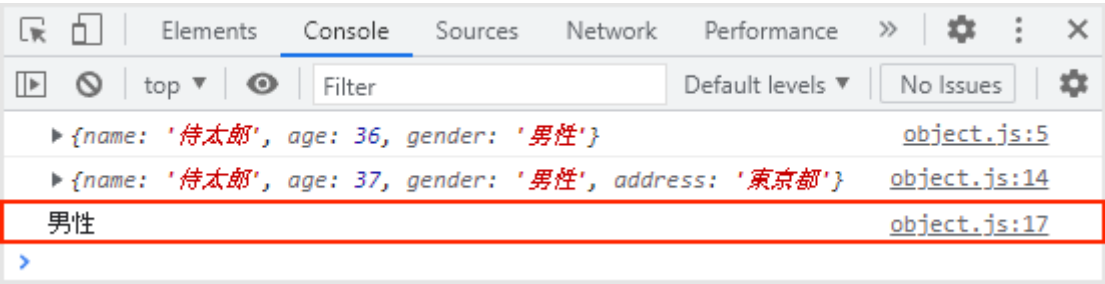 Elements Console Sources Network Performance »
top ▼ Filter Default levels ▼ No Issues
▶ {name: '侍太郎', age: 36, gender: '男性'} object.js:5
▶ {name: '侍太郎', age: 37, gender: '男性', address: '東京都'} object.js:14
男性 object.js:17
>